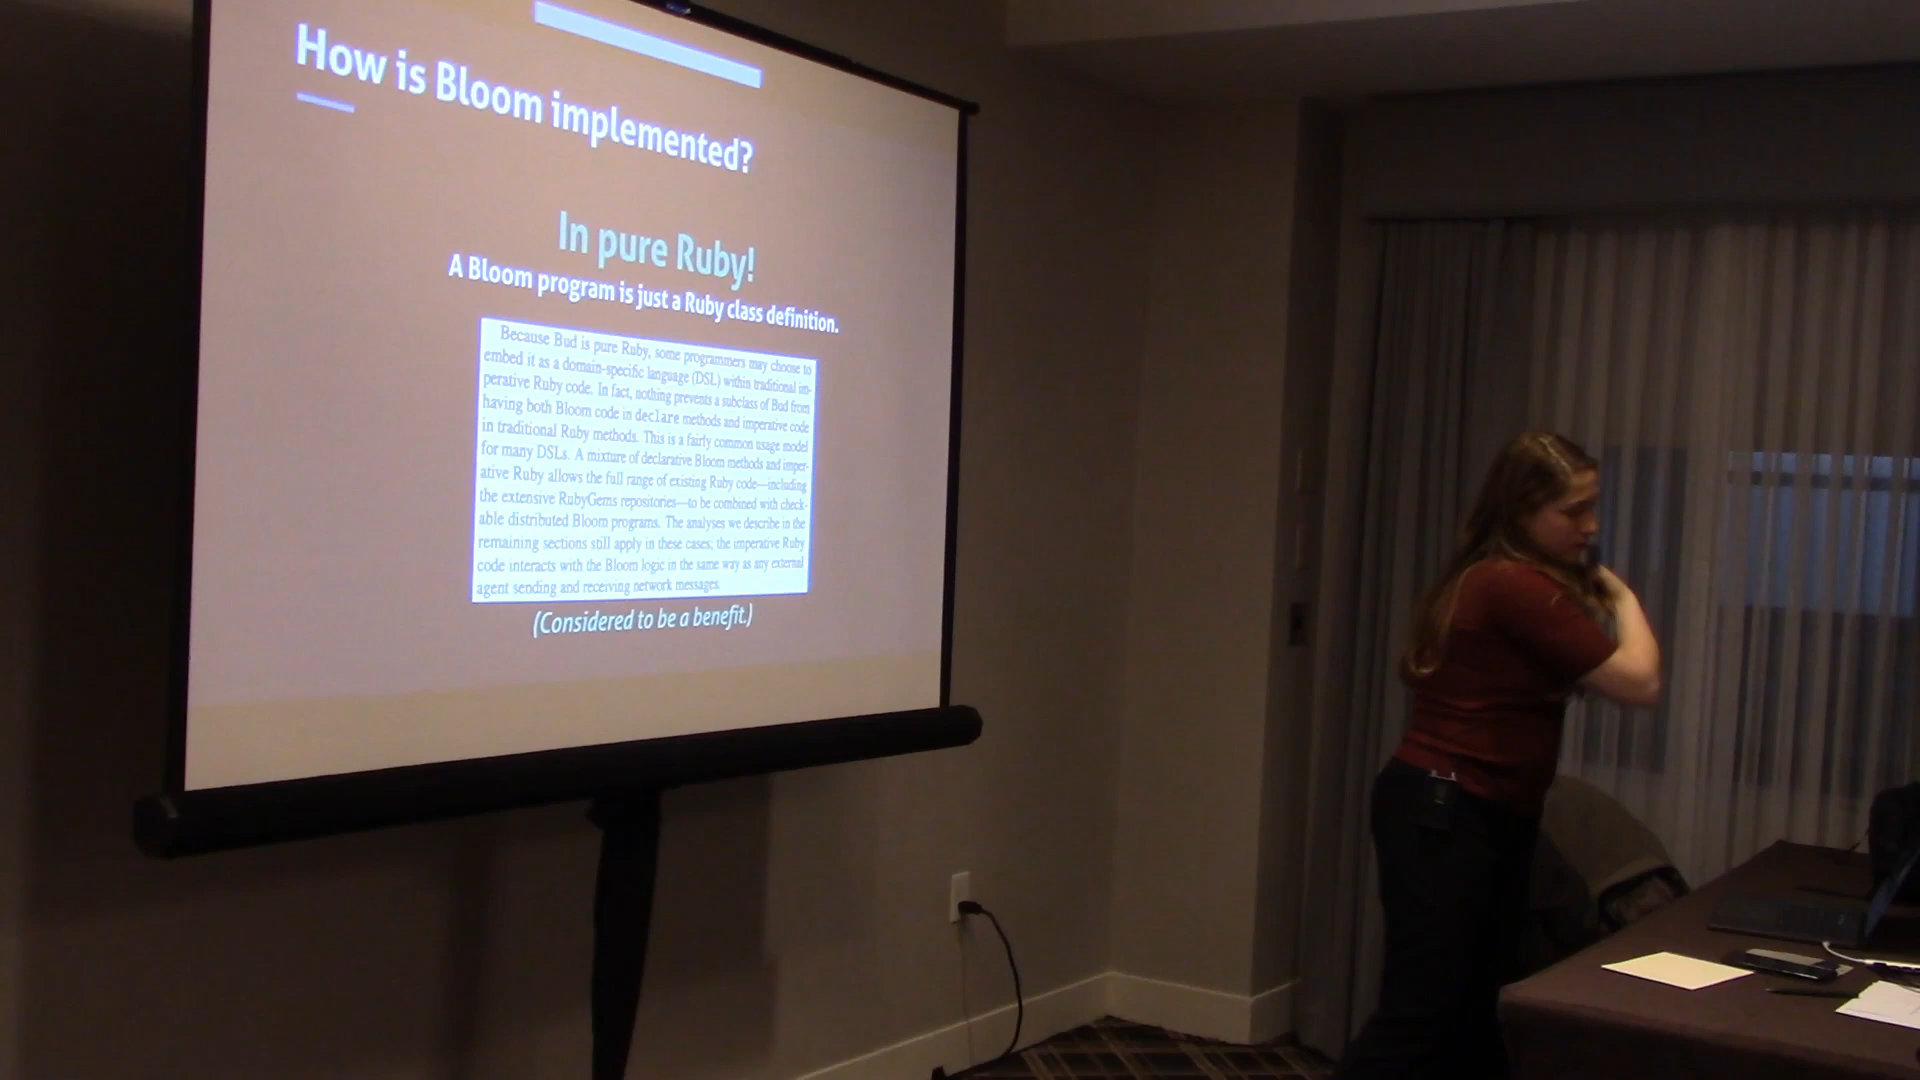 How is Bloom implemented?
In pure Ruby!
A Bloom program is just a Ruby class definition.
Because Bud is pure Ruby, some programmers may choose to
embed it as a domain-specific language (DSL) within traditional im-
perative Ruby code. In fact, nothing prevents a subclass of Bud from
having both Bloom code in declare methods and imperative code
in traditional Ruby methods. This is a fairly common usage model
for many DSLs. A mixture of declarative Bloom methods and imper-
ative Ruby allows the full range of existing Ruby code—including
the extensive RubyGems repositories—to be combined with check-
able distributed Bloom programs. The analyses we describe in the
remaining sections still apply in these cases; the imperative Ruby
code interacts with the Bloom logic in the same way as any external
agent sending and receiving network messages.
(Considered to be a benefit.)